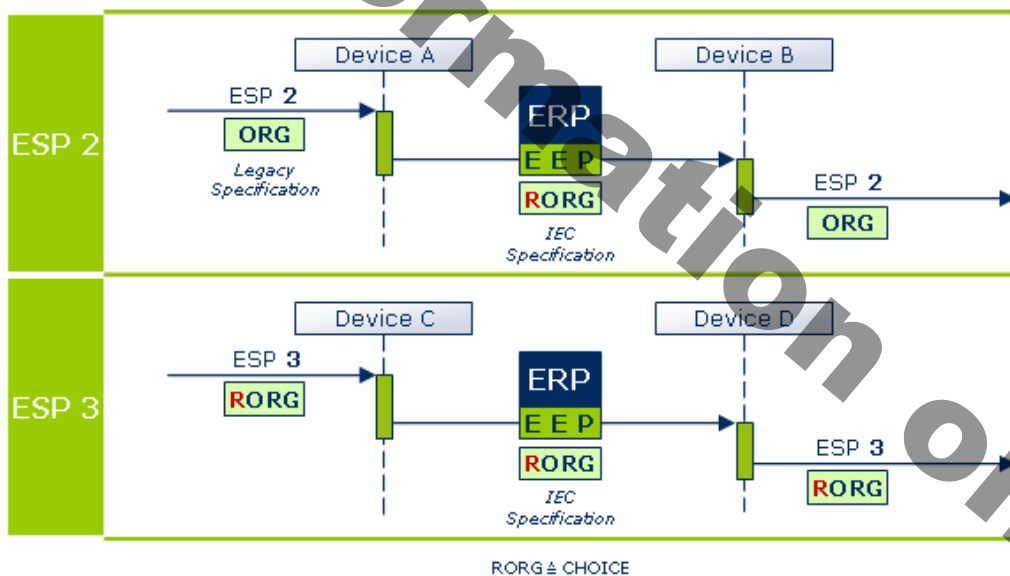 Device A
Device B
ESP 2
ESP 2
ORG
Legacy
Specification
ERP
E E P
RORG
IEC
Specification
ESP 2
ORG
Device C
Device D
ESP 3
ESP 3
RORG
ERP
E E P
RORG
IEC
Specification
ESP 3
RORG
RORG ≙ CHOICE